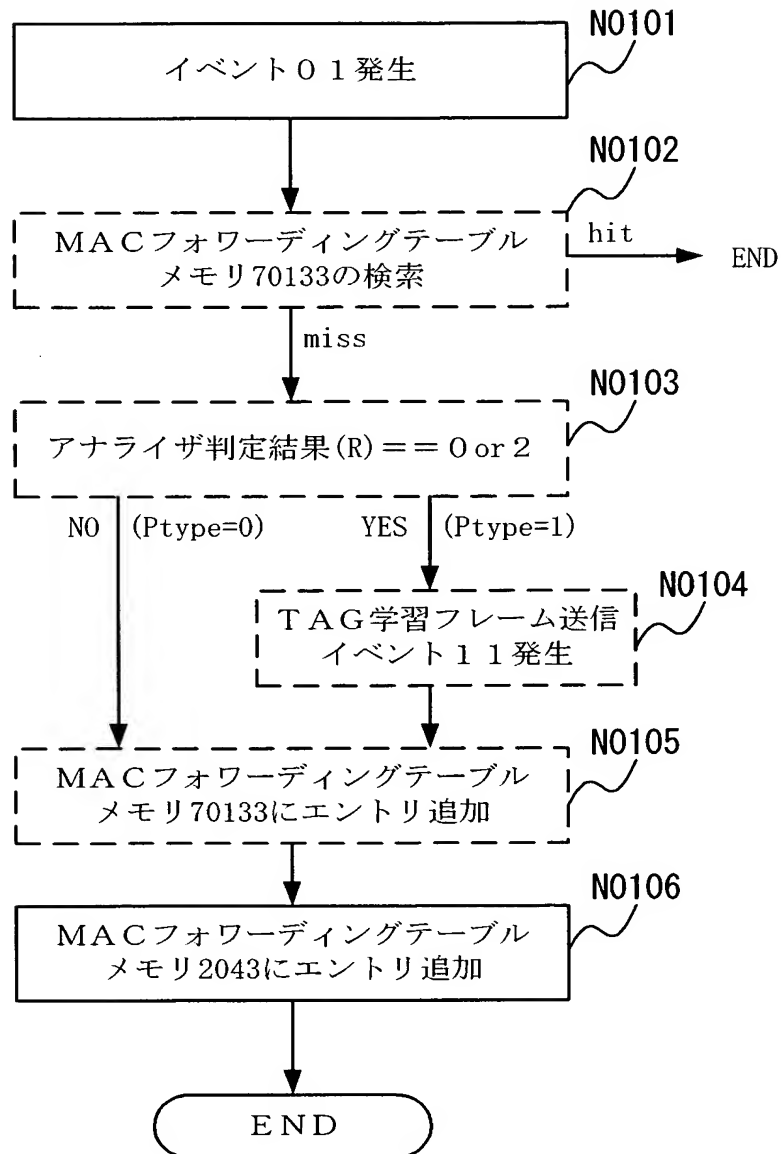 N0101
イベント０１発生
N0102
ＭＡＣフォワーディングテーブル
メモリ70133の検索
hit
END
miss
N0103
アナライザ判定結果(R)＝＝０or２
NO (Ptype=0)
YES (Ptype=1)
N0104
ＴＡＧ学習フレーム送信
イベント１１発生
N0105
ＭＡＣフォワーディングテーブル
メモリ70133にエントリ追加
N0106
ＭＡＣフォワーディングテーブル
メモリ2043にエントリ追加
ＥＮＤ